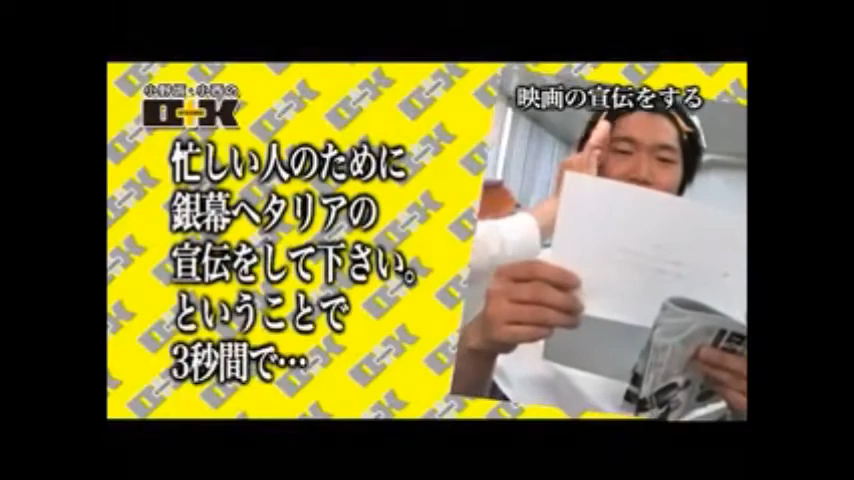 小野坂・小西の
O+K
映画の宣伝をする
忙しい人のために
銀幕ヘタリアの
宣伝をして下さい。
ということで
3秒間で…